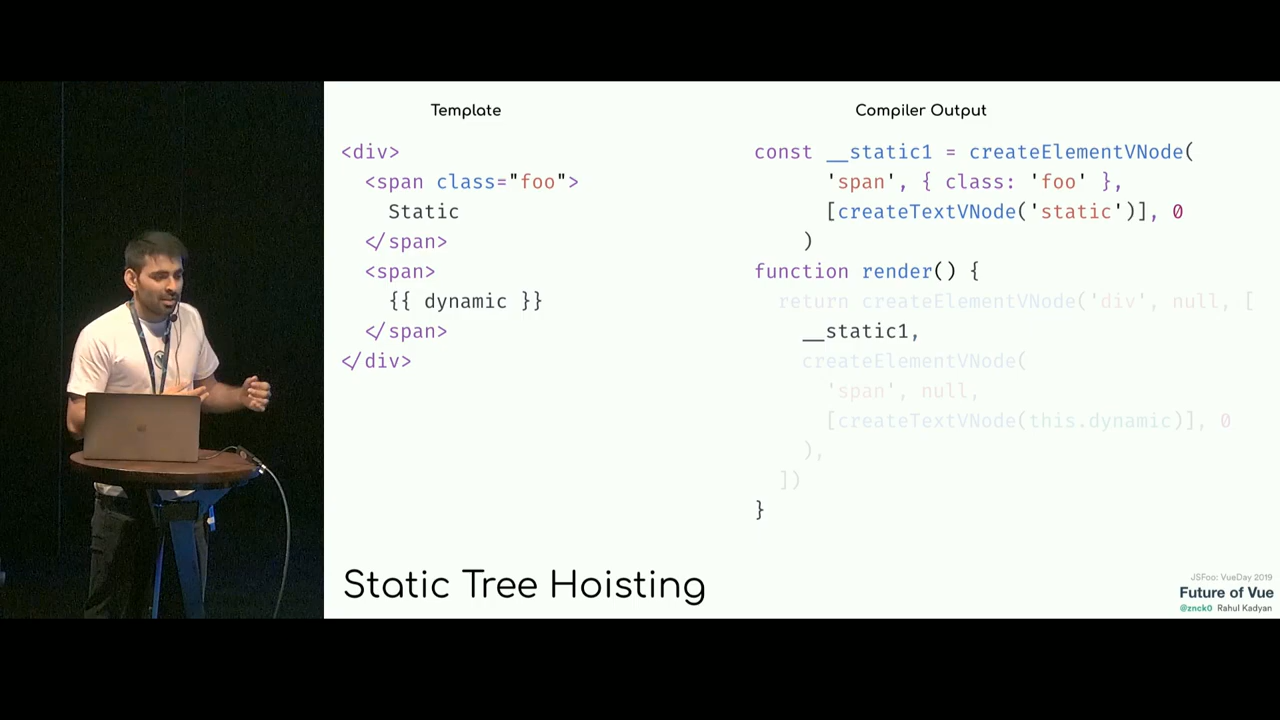 Template
<div>
<span class="foo">
Static
</span>
<span>
{{ dynamic }}
</span>
</div>
Compiler Output
const __static1 = createElementVNode(
'span', { class: 'foo' },
[createTextVNode('static')], 0
)
function render() {
return createElementVNode('div', null, [
__static1,
createElementVNode(
'span', null,
[createTextVNode(this.dynamic)], 0
),
])
}
Static Tree Hoisting
JSFoo: VueDay 2019
Future of Vue
@znck0 Rahul Kadyan